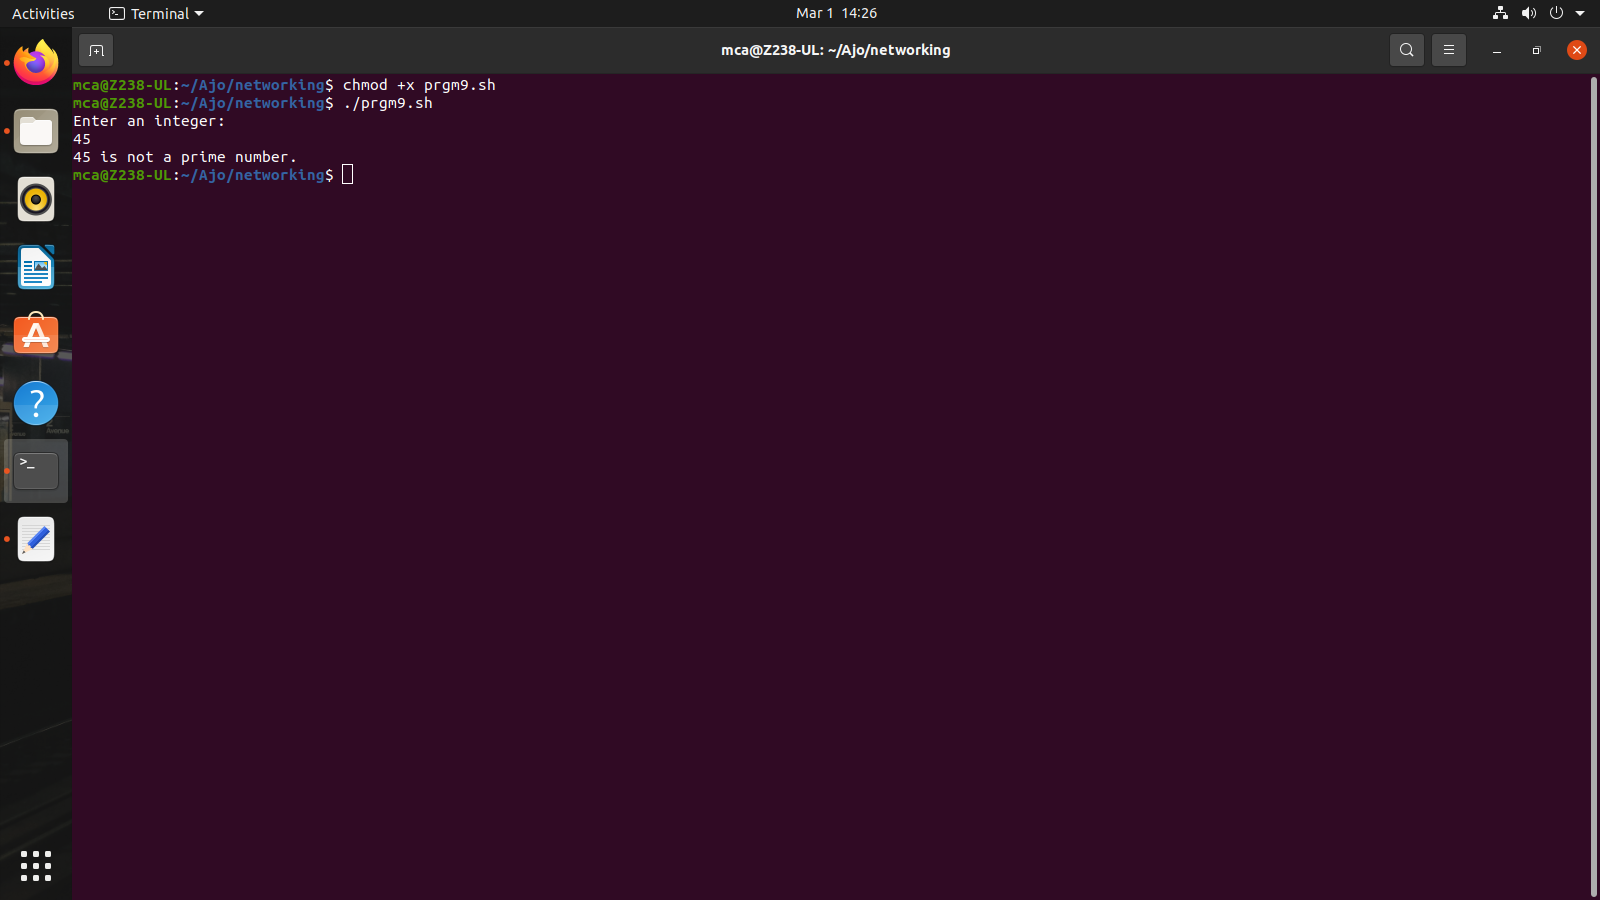 Activities
Terminal
Mar 1 14:26
mca@Z238-UL: ~/Ajo/networking
mca@Z238-UL:~/Ajo/networking$ chmod +x prgm9.sh
mca@Z238-UL:~/Ajo/networking$ ./prgm9.sh
Enter an integer:
45
45 is not a prime number.
mca@Z238-UL:~/Ajo/networking$